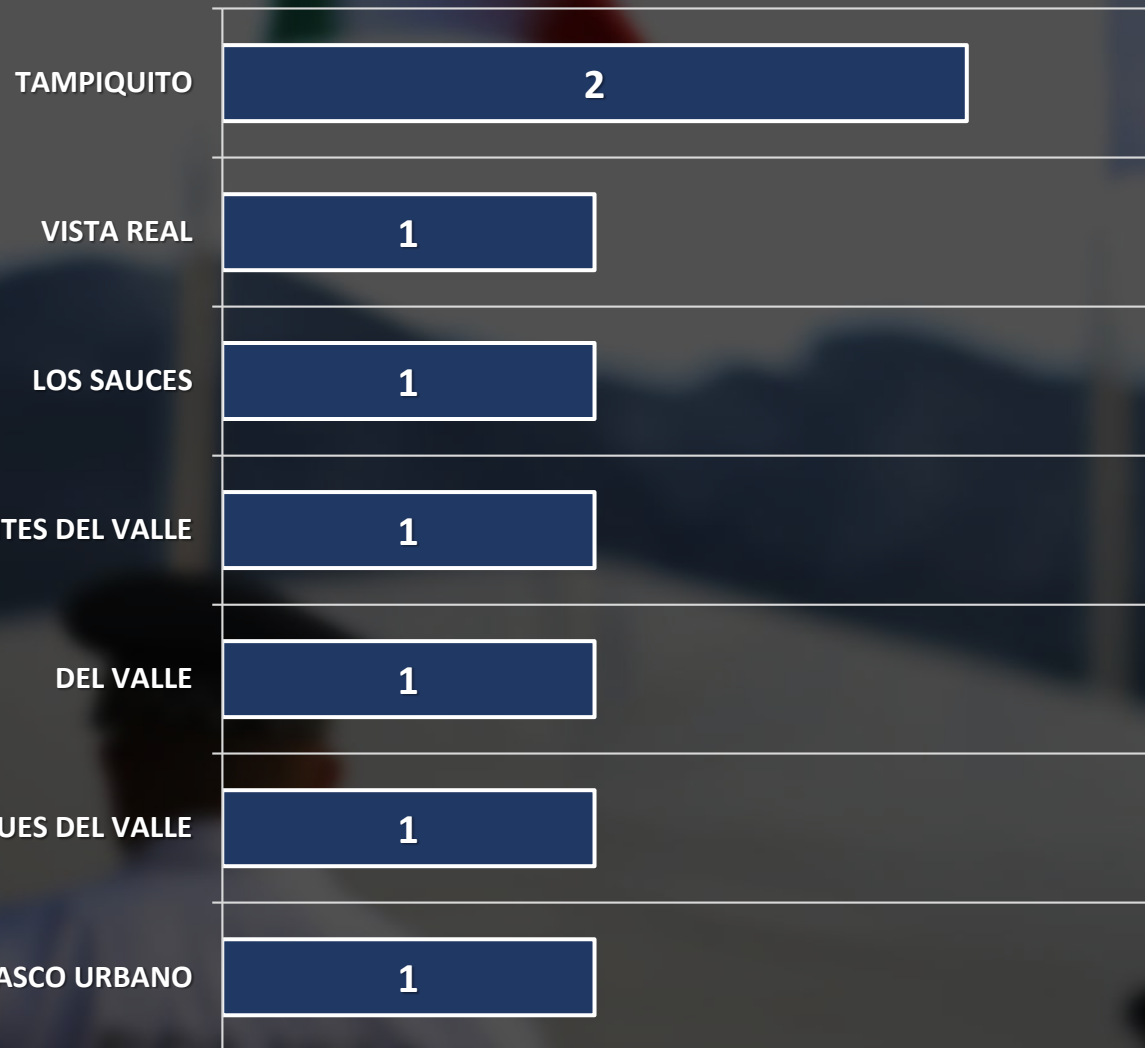 TAMPIQUITO 2
VISTA REAL 1
LOS SAUCES 1
TES DEL VALLE 1
DEL VALLE 1
UES DEL VALLE 1
ASCO URBANO 1